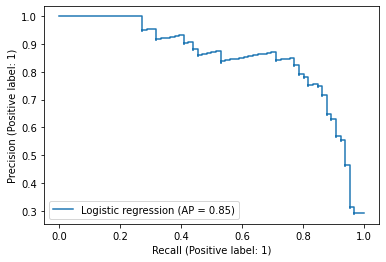 1.0
0.9
0.8
0.7
0.6
0.5
0.4
0.3
Precision (Positive label: 1)
Logistic regression (AP = 0.85)
0.0 0.2 0.4 0.6 0.8 1.0
Recall (Positive label: 1)